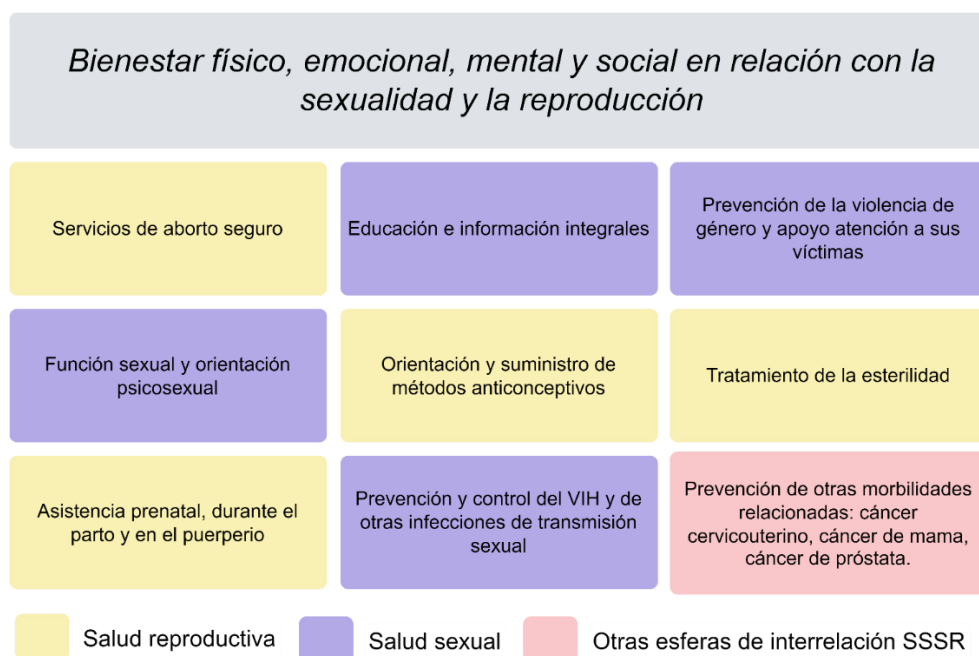 Bienestar físico, emocional, mental y social en relación con la
sexualidad y la reproducción
Servicios de aborto seguro
Educación e información integrales
Prevención de la violencia de
género y apoyo atención a sus
víctimas
Función sexual y orientación
psicosexual
Orientación y suministro de
métodos anticonceptivos
Tratamiento de la esterilidad
Asistencia prenatal, durante el
parto y en el puerperio
Prevención y control del VIH y de
otras infecciones de transmisión
sexual
Prevención de otras morbilidades
relacionadas: cáncer
cervicouterino, cáncer de mama,
cáncer de próstata.
Salud reproductiva
Salud sexual
Otras esferas de interrelación SSSR